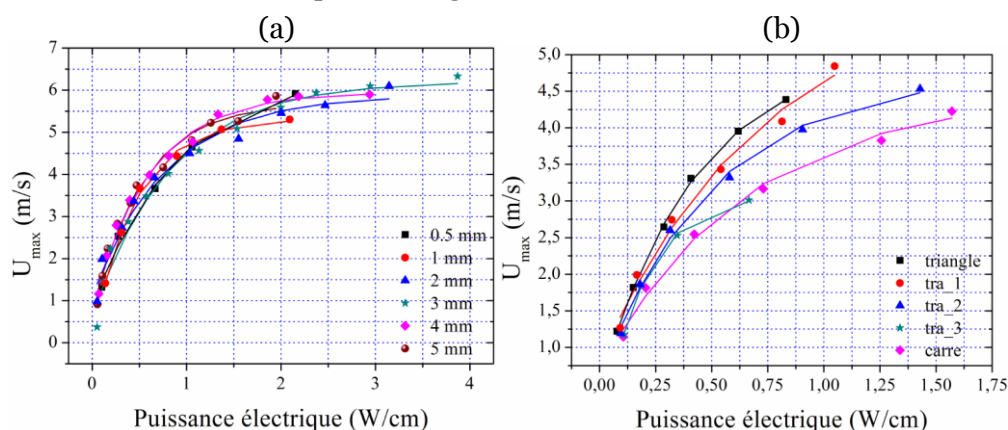 (a)
(b)
7
6
5
4
3
2
1
0
U_max (m/s)
0.5 mm
1 mm
2 mm
3 mm
4 mm
5 mm
0
1
2
3
4
Puissance électrique (W/cm)
5,0
4,5
4,0
3,5
3,0
2,5
2,0
1,5
1,0
U_max (m/s)
triangle
tra_1
tra_2
tra_3
carre
0,00
0,25
0,50
0,75
1,00
1,25
1,50
1,75
Puissance électrique (W/cm)